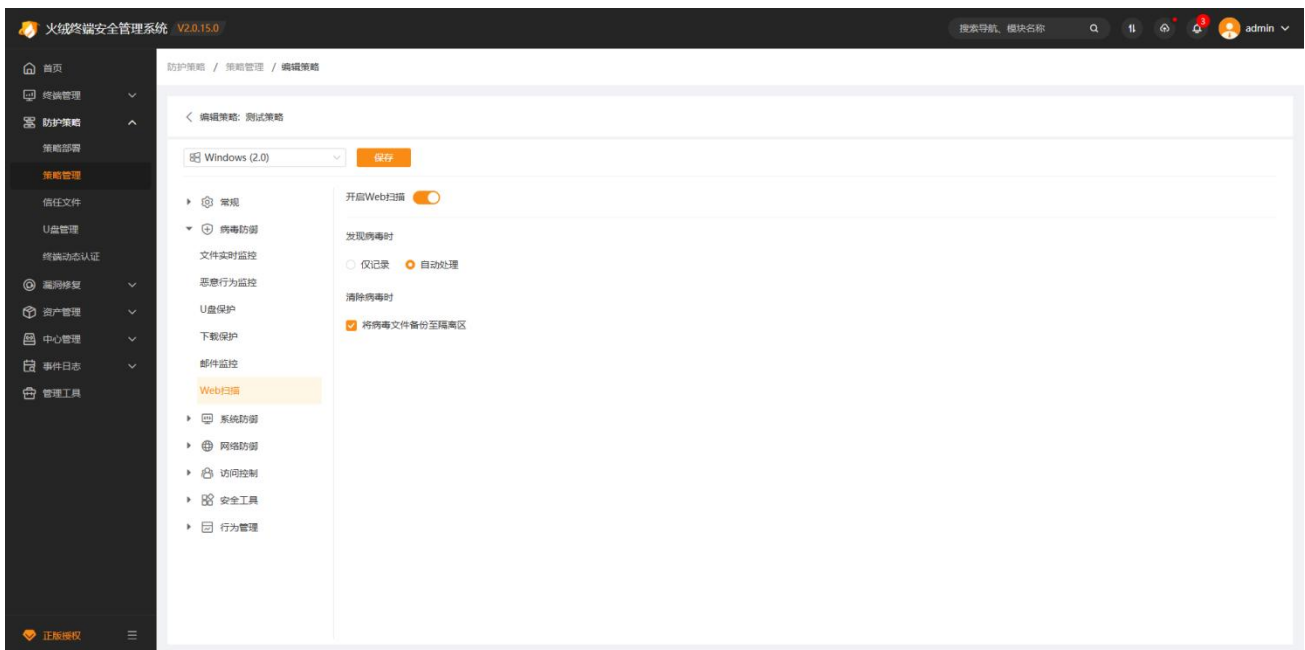 火绒终端安全管理系统 V2.0.15.0
搜索导航、模块名称
3
admin
首页
终端管理
防护策略
策略部署
策略管理
信任文件
U盘管理
终端动态认证
漏洞修复
资产管理
中心管理
事件日志
管理工具
正版授权
防护策略 / 策略管理 / 编辑策略
编辑策略: 测试策略
Windows (2.0)
保存
常规
病毒防御
文件实时监控
恶意行为监控
U盘保护
下载保护
邮件监控
Web扫描
系统防御
网络防御
访问控制
安全工具
行为管理
开启Web扫描
发现病毒时
仅记录 自动处理
清除病毒时
将病毒文件备份至隔离区